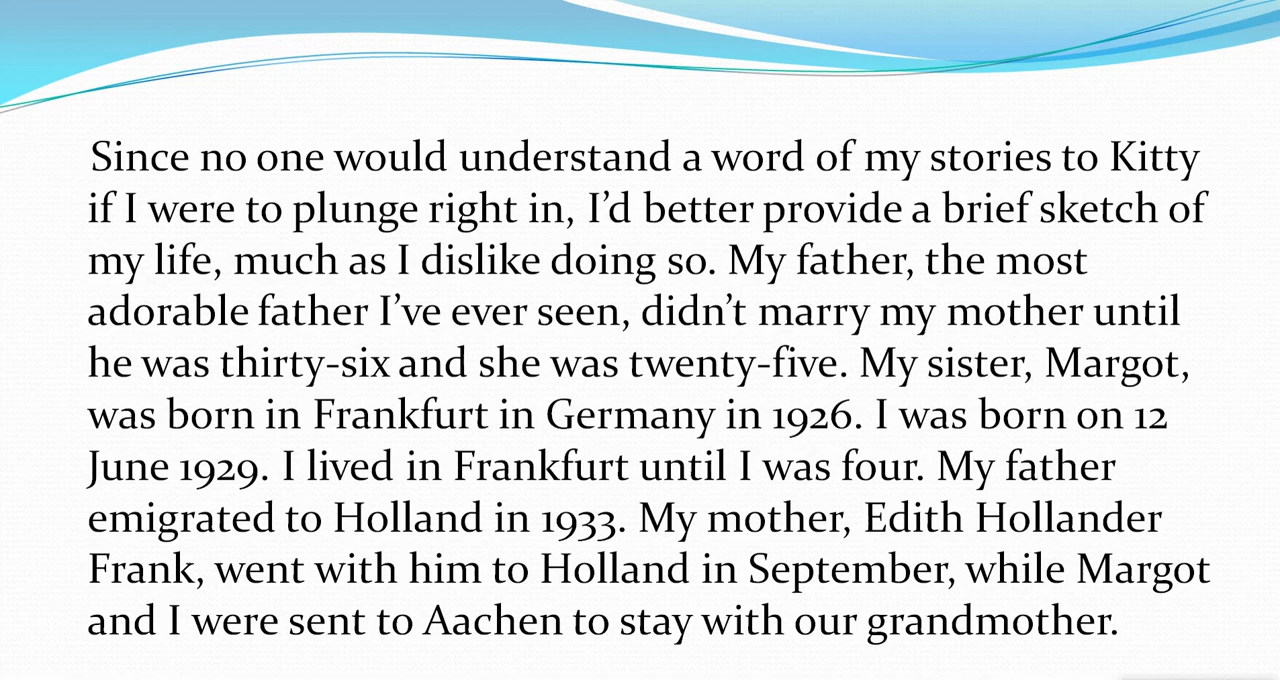 Since no one would understand a word of my stories to Kitty
if I were to plunge right in, I’d better provide a brief sketch of
my life, much as I dislike doing so. My father, the most
adorable father I’ve ever seen, didn’t marry my mother until
he was thirty-six and she was twenty-five. My sister, Margot,
was born in Frankfurt in Germany in 1926. I was born on 12
June 1929. I lived in Frankfurt until I was four. My father
emigrated to Holland in 1933. My mother, Edith Hollander
Frank, went with him to Holland in September, while Margot
and I were sent to Aachen to stay with our grandmother.